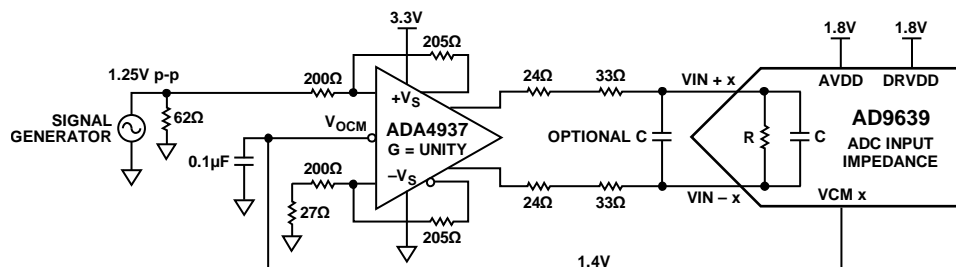 3.3V
1.8V
1.8V
205Ω
1.25V p-p
200Ω
24Ω
33Ω
VIN + x
AVDD
DRVDD
+VS
SIGNAL
GENERATOR
62Ω
VOCM
ADA4937
G = UNITY
OPTIONAL C
R
C
AD9639
ADC INPUT
IMPEDANCE
0.1µF
200Ω
–VS
27Ω
205Ω
24Ω
33Ω
VIN – x
VCM x
1.4V